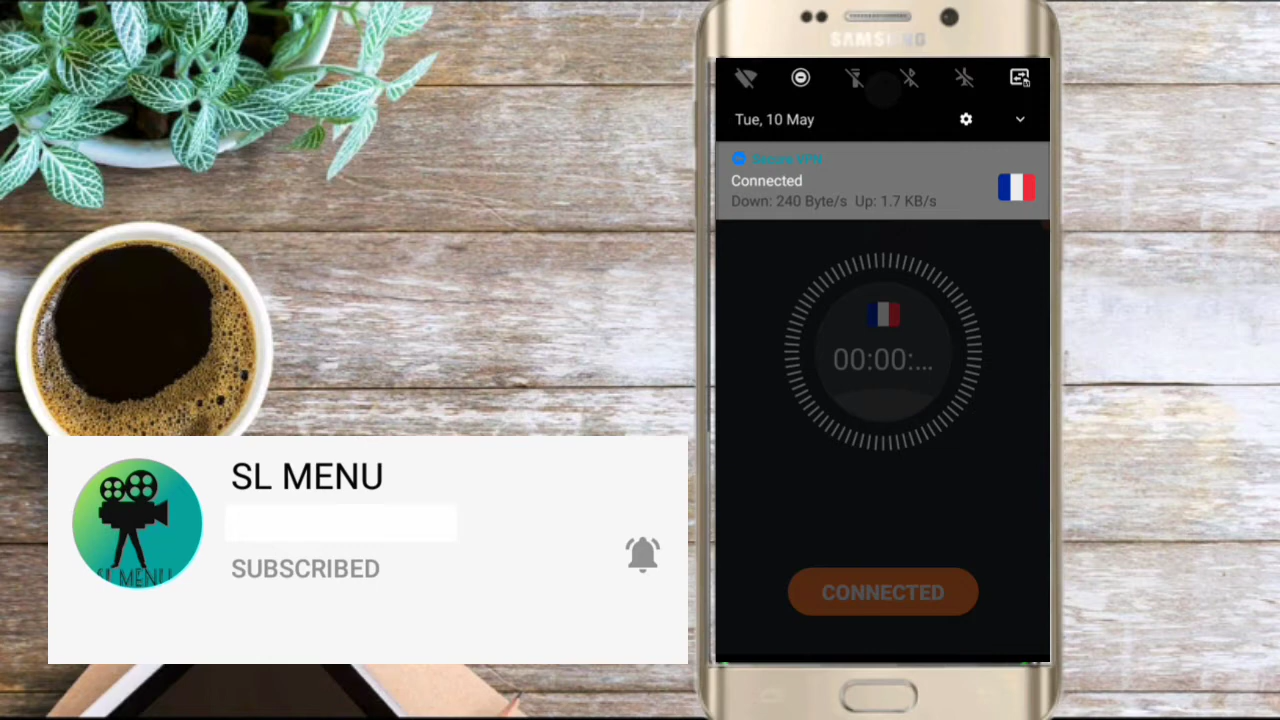 SAMSUNG
Tue, 10 May
Secure VPN
Connected
Down: 240 Byte/s Up: 1.7 KB/s
00:00:...
CONNECTED
SL MENU
SUBSCRIBED
SL MENU